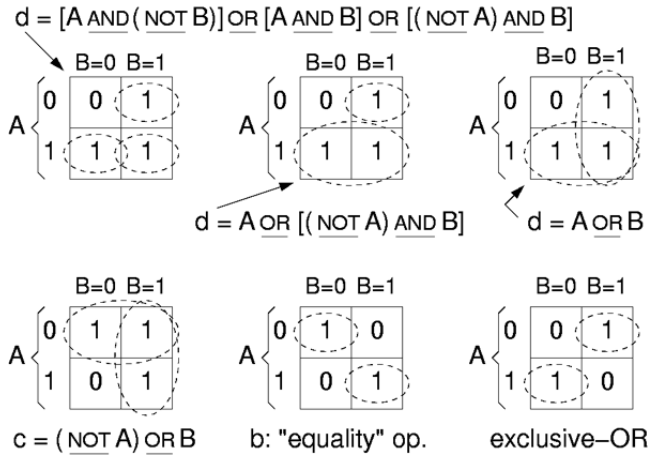 d = [A AND (NOT B)] OR [A AND B] OR [(NOT A) AND B]
B=0 B=1
A 0 0 1
1 1 1
B=0 B=1
A 0 0 1
1 1 1
d = A OR [(NOT A) AND B]
B=0 B=1
A 0 0 1
1 1 1
d = A OR B
B=0 B=1
A 0 1 1
1 0 1
c = (NOT A) OR B
B=0 B=1
A 0 1 0
1 0 1
b: "equality" op.
B=0 B=1
A 0 0 1
1 1 0
exclusive-OR